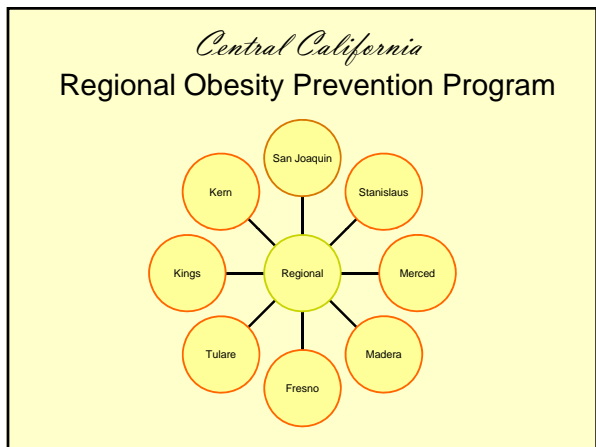 Central California
Regional Obesity Prevention Program
San Joaquin
Kern
Stanislaus
Kings
Regional
Merced
Tulare
Madera
Fresno